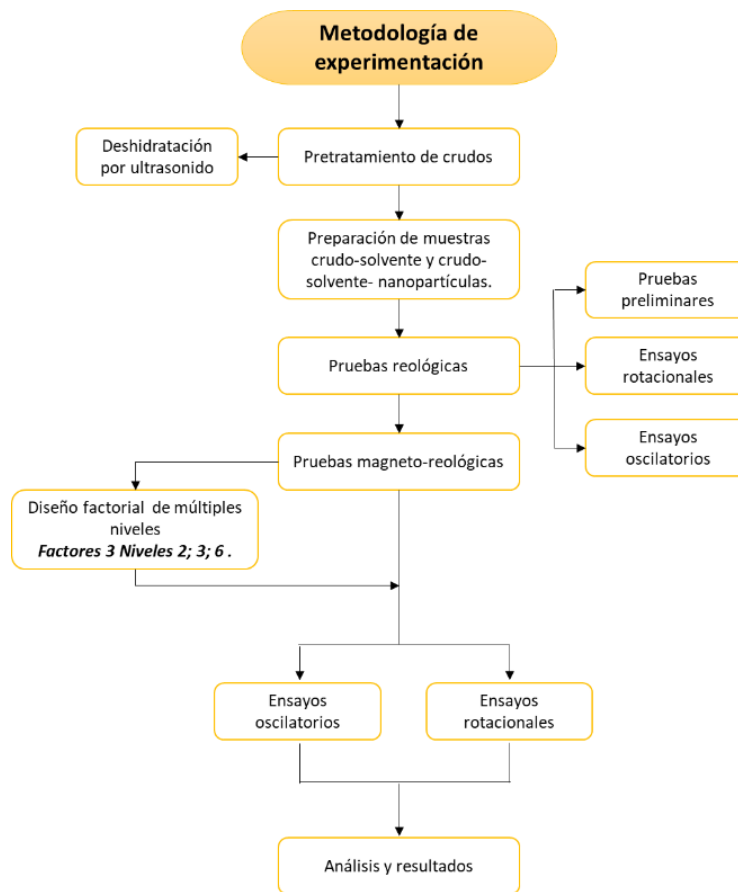 Metodología de
experimentación
Deshidratación
por ultrasonido
Pretratamiento de crudos
Preparación de muestras
crudo-solvente y crudo-
solvente- nanopartículas.
Pruebas
preliminares
Pruebas reológicas
Ensayos
rotacionales
Ensayos
oscilatorios
Pruebas magneto-reológicas
Diseño factorial de múltiples
niveles
Factores 3 Niveles 2; 3; 6 .
Ensayos
oscilatorios
Ensayos
rotacionales
Análisis y resultados